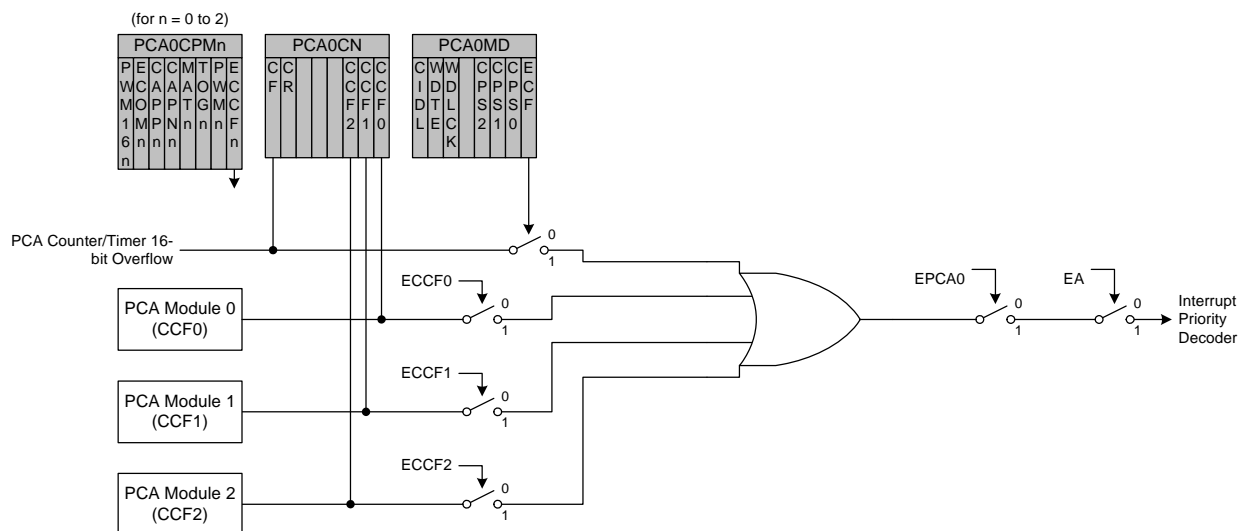 (for n = 0 to 2)
PCA0CPMn
PWM16n
ECOMn
CAPPn
CAPNn
MATn
TOGn
PWMn
ECCFn
PCA0CN
CF
CR
CCF2
CCF1
CCF0
PCA0MD
CIDL
WDTE
WDLCK
CPS2
CPS1
CPS0
ECF
PCA Counter/Timer 16-
bit Overflow
0
1
PCA Module 0
(CCF0)
ECCF0
0
1
PCA Module 1
(CCF1)
ECCF1
0
1
PCA Module 2
(CCF2)
ECCF2
0
1
EPCA0
0
1
EA
0
1
Interrupt
Priority
Decoder